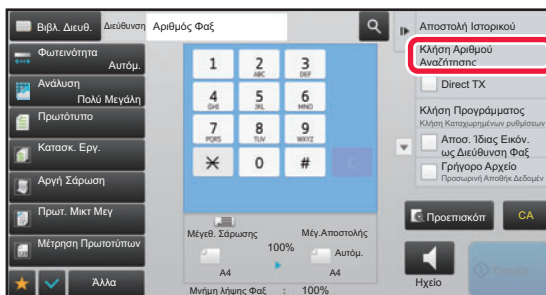 Βιβλ. Διευθ.
Διεύθυνση
Αριθμός Φαξ
Φωτεινότητα
Αυτόμ.
Ανάλυση
Πολύ Μεγάλη
Πρωτότυπο
Κατασκ. Εργ.
Αργή Σάρωση
Πρωτ. Μικτ Μεγ
Μέτρηση Πρωτοτύπων
Άλλα
1
2
ABC
3
DEF
4
GHI
5
JKL
6
MNO
7
PQRS
8
TUV
9
WXYZ
0
#
C
Μέγεθ. Σάρωσης
Μέγ.Αποστολής
100%
Αυτόμ.
A4
A4
Μνήμη λήψης Φαξ : 100%
Αποστολή Ιστορικού
Κλήση Αριθμού
Αναζήτησης
Direct TX
Κλήση Προγράμματος
Κλήση Καταχωρημένων ρυθμίσεων
Αποσ. Ίδιας Εικόν.
ως Διεύθυνση Φαξ
Γρήγορο Αρχείο
Προσωρινή Αποθήκ Δεδομέν
Προεπισκόπ
CA
Ηχείο